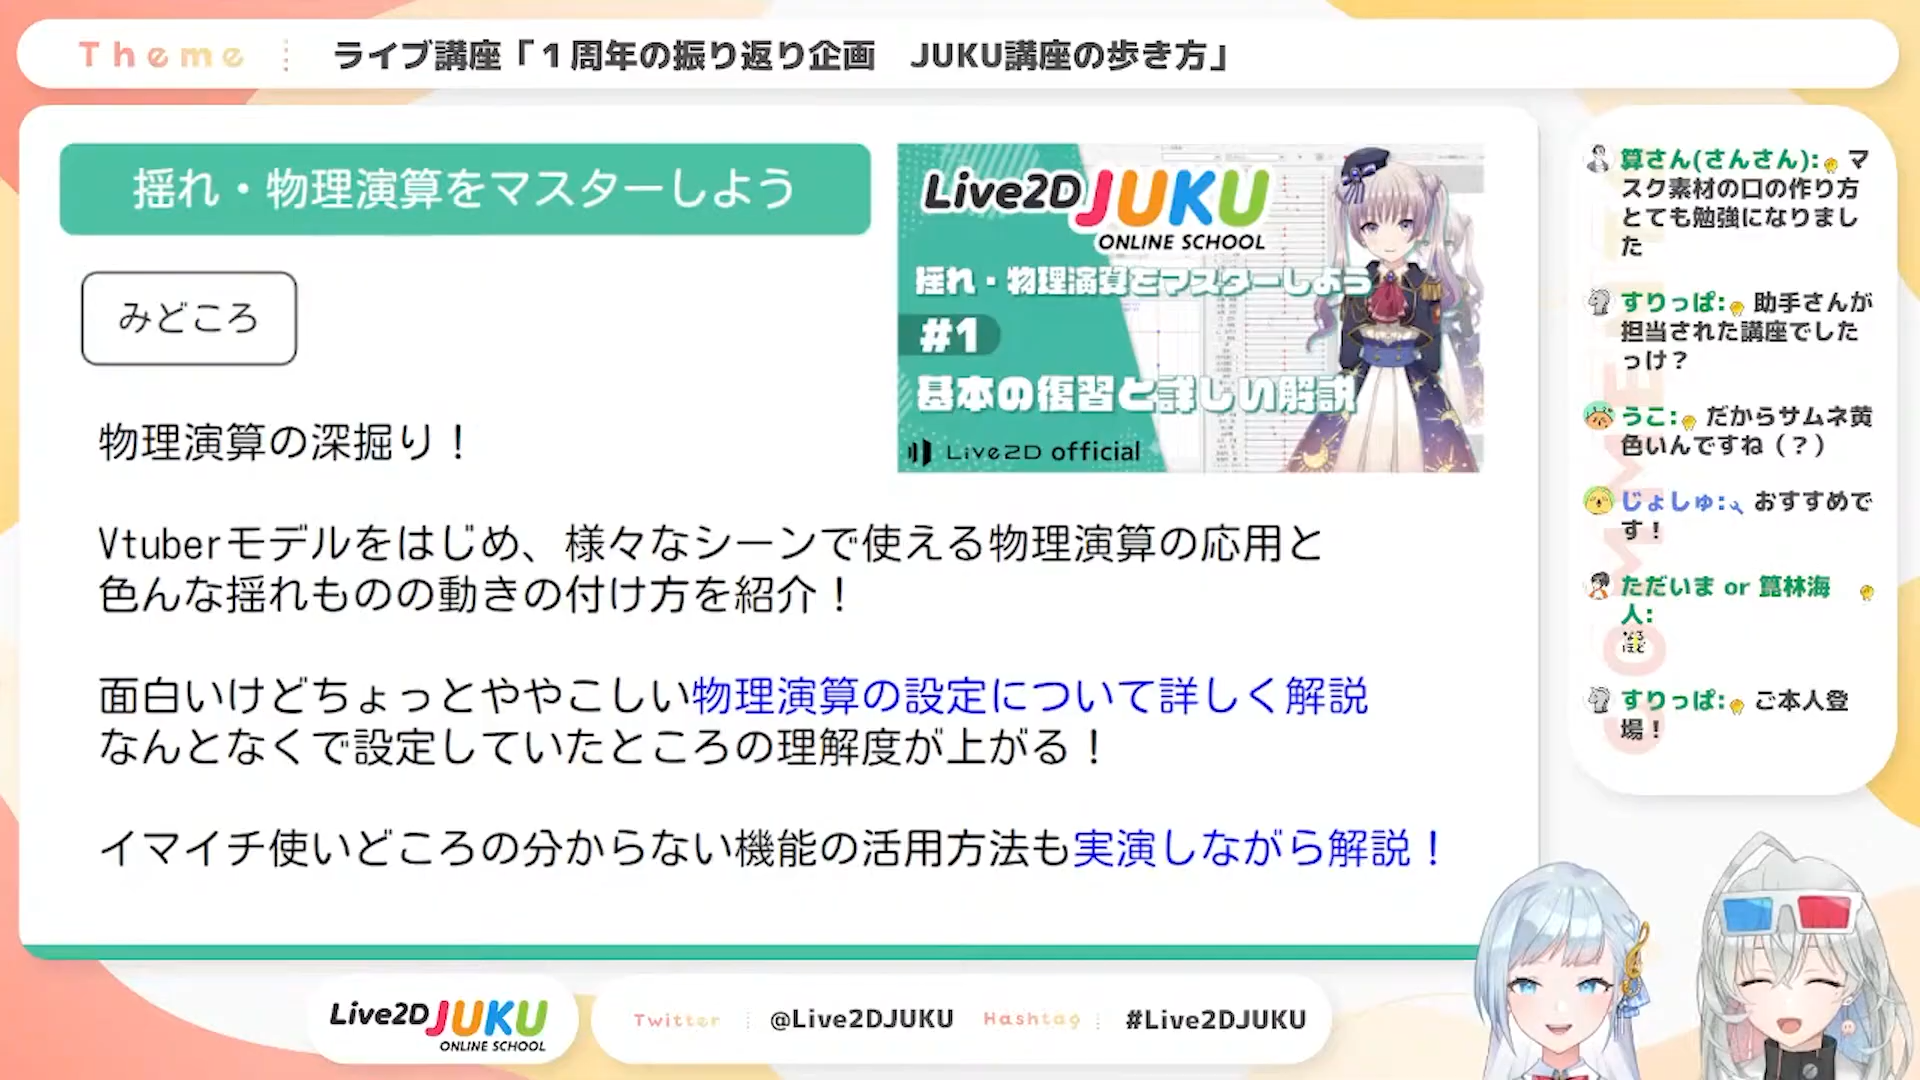 Theme
ライブ講座「１周年の振り返り企画　JUKU講座の歩き方」
揺れ・物理演算をマスターしよう
みどころ
物理演算の深掘り！
Vtuberモデルをはじめ、様々なシーンで使える物理演算の応用と
色んな揺れものの動きの付け方を紹介！
面白いけどちょっとややこしい物理演算の設定について詳しく解説
なんとなくで設定していたところの理解度が上がる！
イマイチ使いどころの分からない機能の活用方法も実演しながら解説！
Live2D JUKU
ONLINE SCHOOL
揺れ・物理演算をマスターしよう
#1
基本の復習と詳しい解説
Live2D official
算さん(さんさん): マ
スク素材の口の作り方
とても勉強になりまし
た
すりっぱ: 助手さんが
担当された講座でした
っけ？
うこ: だからサムネ黄
色いんですね（？）
じょしゅ: おすすめで
す！
ただいま or 箟林海
人:
なる
ほど
すりっぱ: ご本人登
場！
COMMENT
Live2D JUKU
ONLINE SCHOOL
Twitter
@Live2DJUKU
Hashtag
#Live2DJUKU